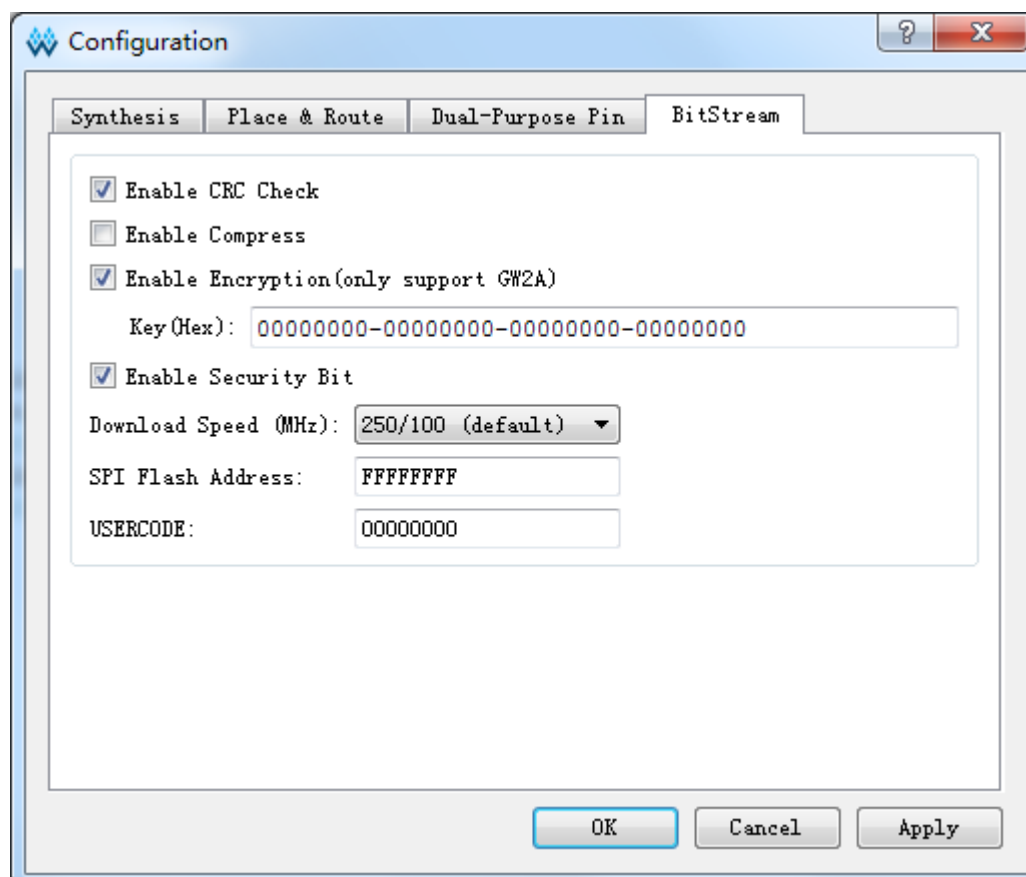 Configuration
Synthesis Place & Route Dual-Purpose Pin BitStream
Enable CRC Check
Enable Compress
Enable Encryption(only support GW2A)
Key(Hex): 00000000-00000000-00000000-00000000
Enable Security Bit
Download Speed (MHz): 250/100 (default)
SPI Flash Address: FFFFFFFF
USERCODE: 00000000
OK Cancel Apply